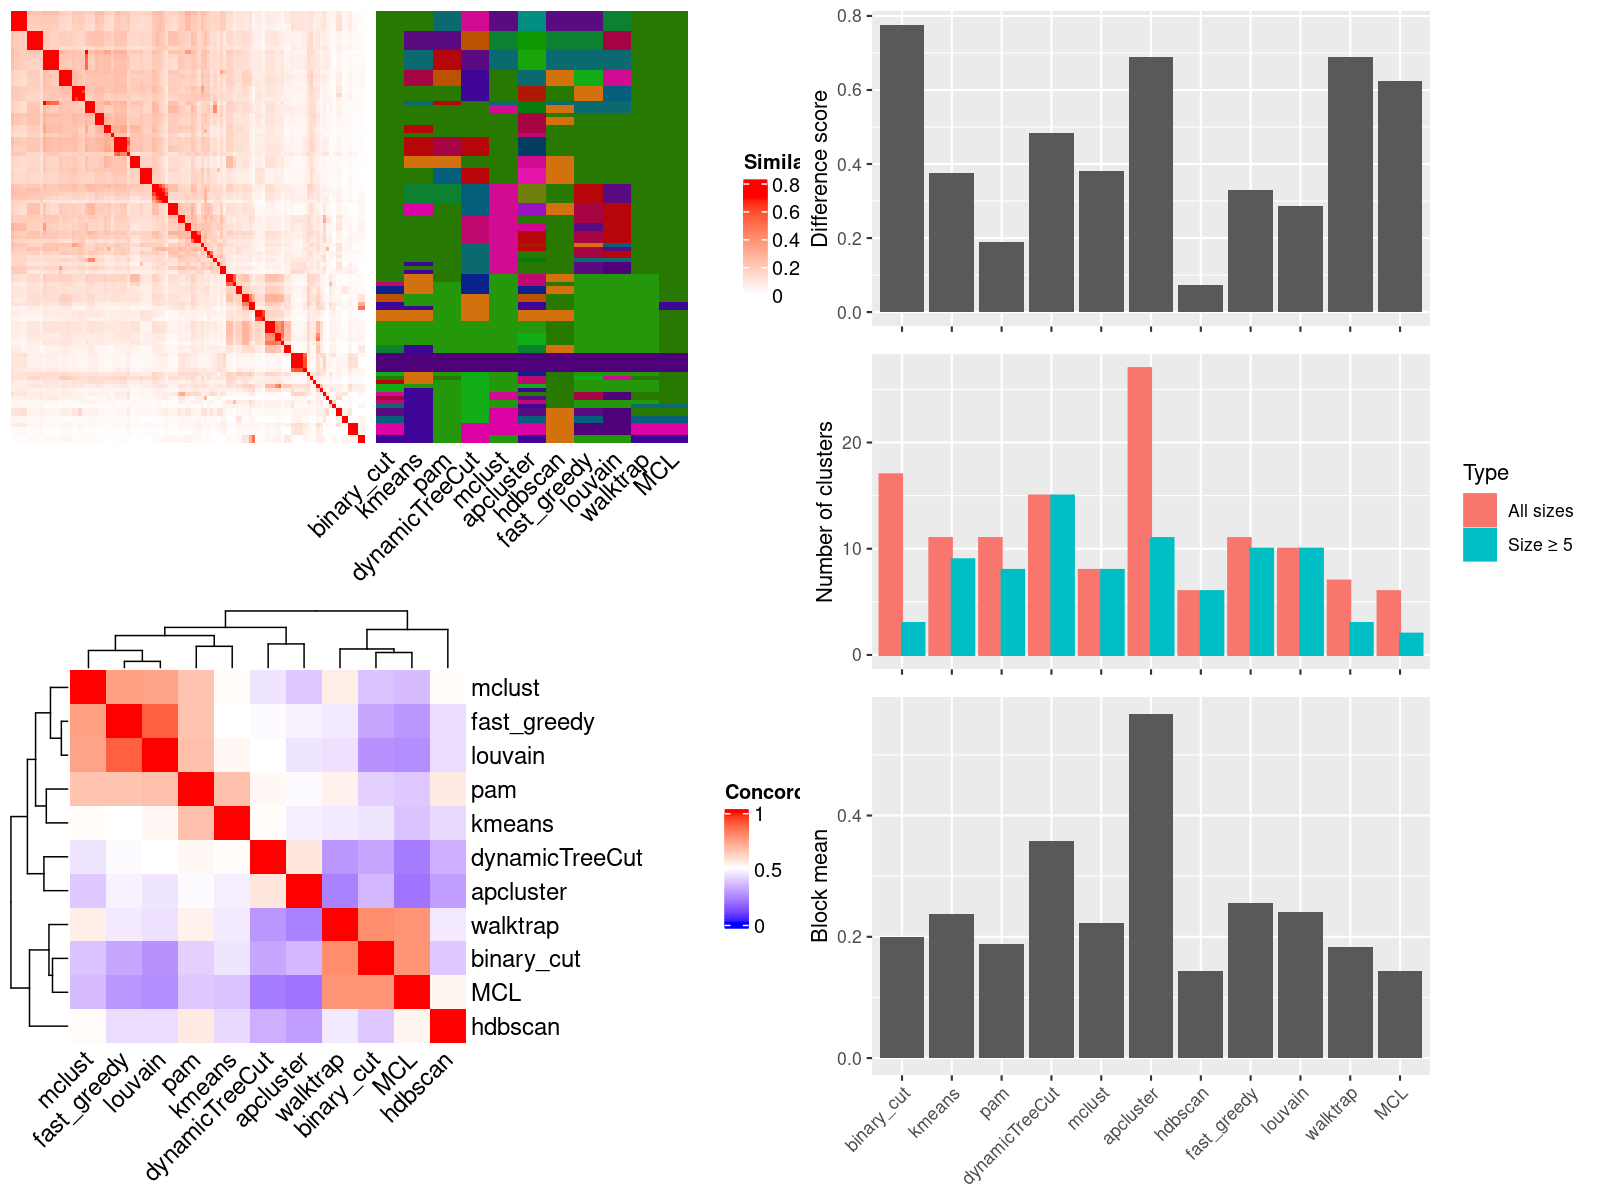 Simila
0.8
0.6
0.4
0.2
0
binary_cut
kmeans
pam
dynamicTreeCut
mclust
apcluster
hdbscan
fast_greedy
louvain
walktrap
MCL
mclust
fast_greedy
louvain
pam
kmeans
dynamicTreeCut
apcluster
walktrap
binary_cut
MCL
hdbscan
mclust
fast_greedy
louvain
pam
kmeans
dynamicTreeCut
apcluster
walktrap
binary_cut
MCL
hdbscan
Concord
1
0.5
0
Difference score
0.8
0.6
0.4
0.2
0.0
Number of clusters
20
10
0
Type
All sizes
Size ≥ 5
Block mean
0.4
0.2
0.0
binary_cut
kmeans
pam
dynamicTreeCut
mclust
apcluster
hdbscan
fast_greedy
louvain
walktrap
MCL